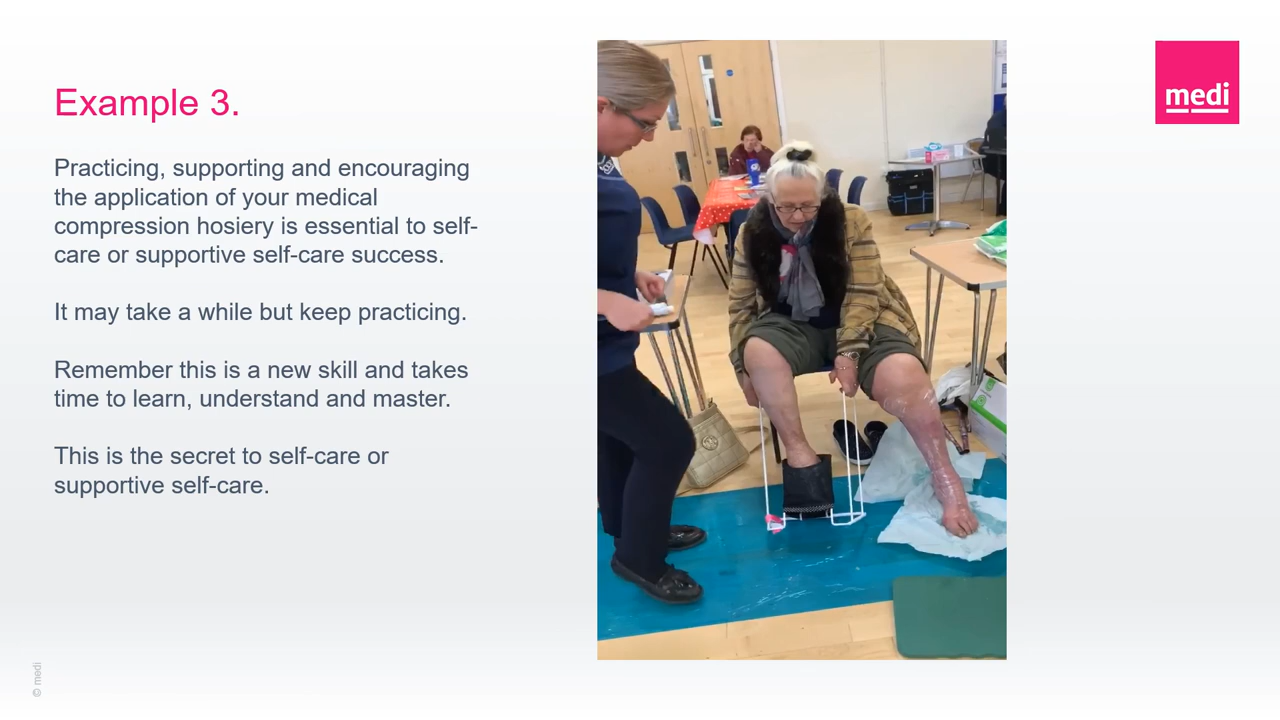 medi
Example 3.
Practicing, supporting and encouraging
the application of your medical
compression hosiery is essential to self-
care or supportive self-care success.
It may take a while but keep practicing.
Remember this is a new skill and takes
time to learn, understand and master.
This is the secret to self-care or
supportive self-care.
© medi